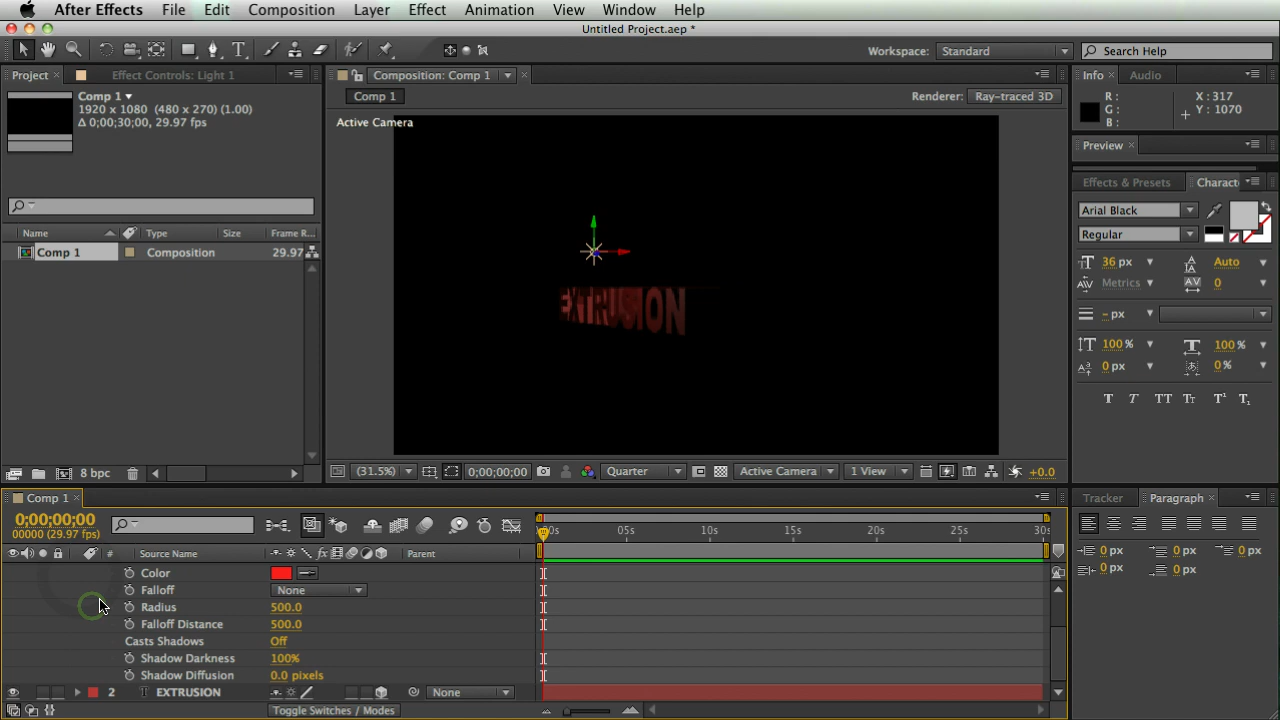 After Effects File Edit Composition Layer Effect Animation View Window Help
Untitled Project.aep *
Workspace: Standard Search Help
Project Effect Controls: Light 1
Composition: Comp 1
Info Audio
Comp 1
1920 x 1080 (480 x 270) (1.00)
Δ 0;00;30;00, 29.97 fps
Comp 1
Renderer: Ray-traced 3D
R :
G :
B :
X : 317
Y : 1070
Active Camera
Preview
Effects & Presets Charact
Arial Black
Regular
Name Type Size Frame R...
Comp 1 Composition 29.97
36 px Auto
Metrics 0
EXTRUSION
- px
100 % 100 %
0 px 0 %
T T TT Tt T¹ T₁
8 bpc
(31.5%) 0;00;00;00 Quarter Active Camera 1 View +0.0
Comp 1
Tracker Paragraph
0;00;00;00
00000 (29.97 fps)
00s 05s 10s 15s 20s 25s 30s
# Source Name fx Parent
0 px 0 px 0 px
0 px 0 px
Color
Falloff None
Radius 500.0
Falloff Distance 500.0
Casts Shadows Off
Shadow Darkness 100%
Shadow Diffusion 0.0 pixels
2 T EXTRUSION None
Toggle Switches / Modes